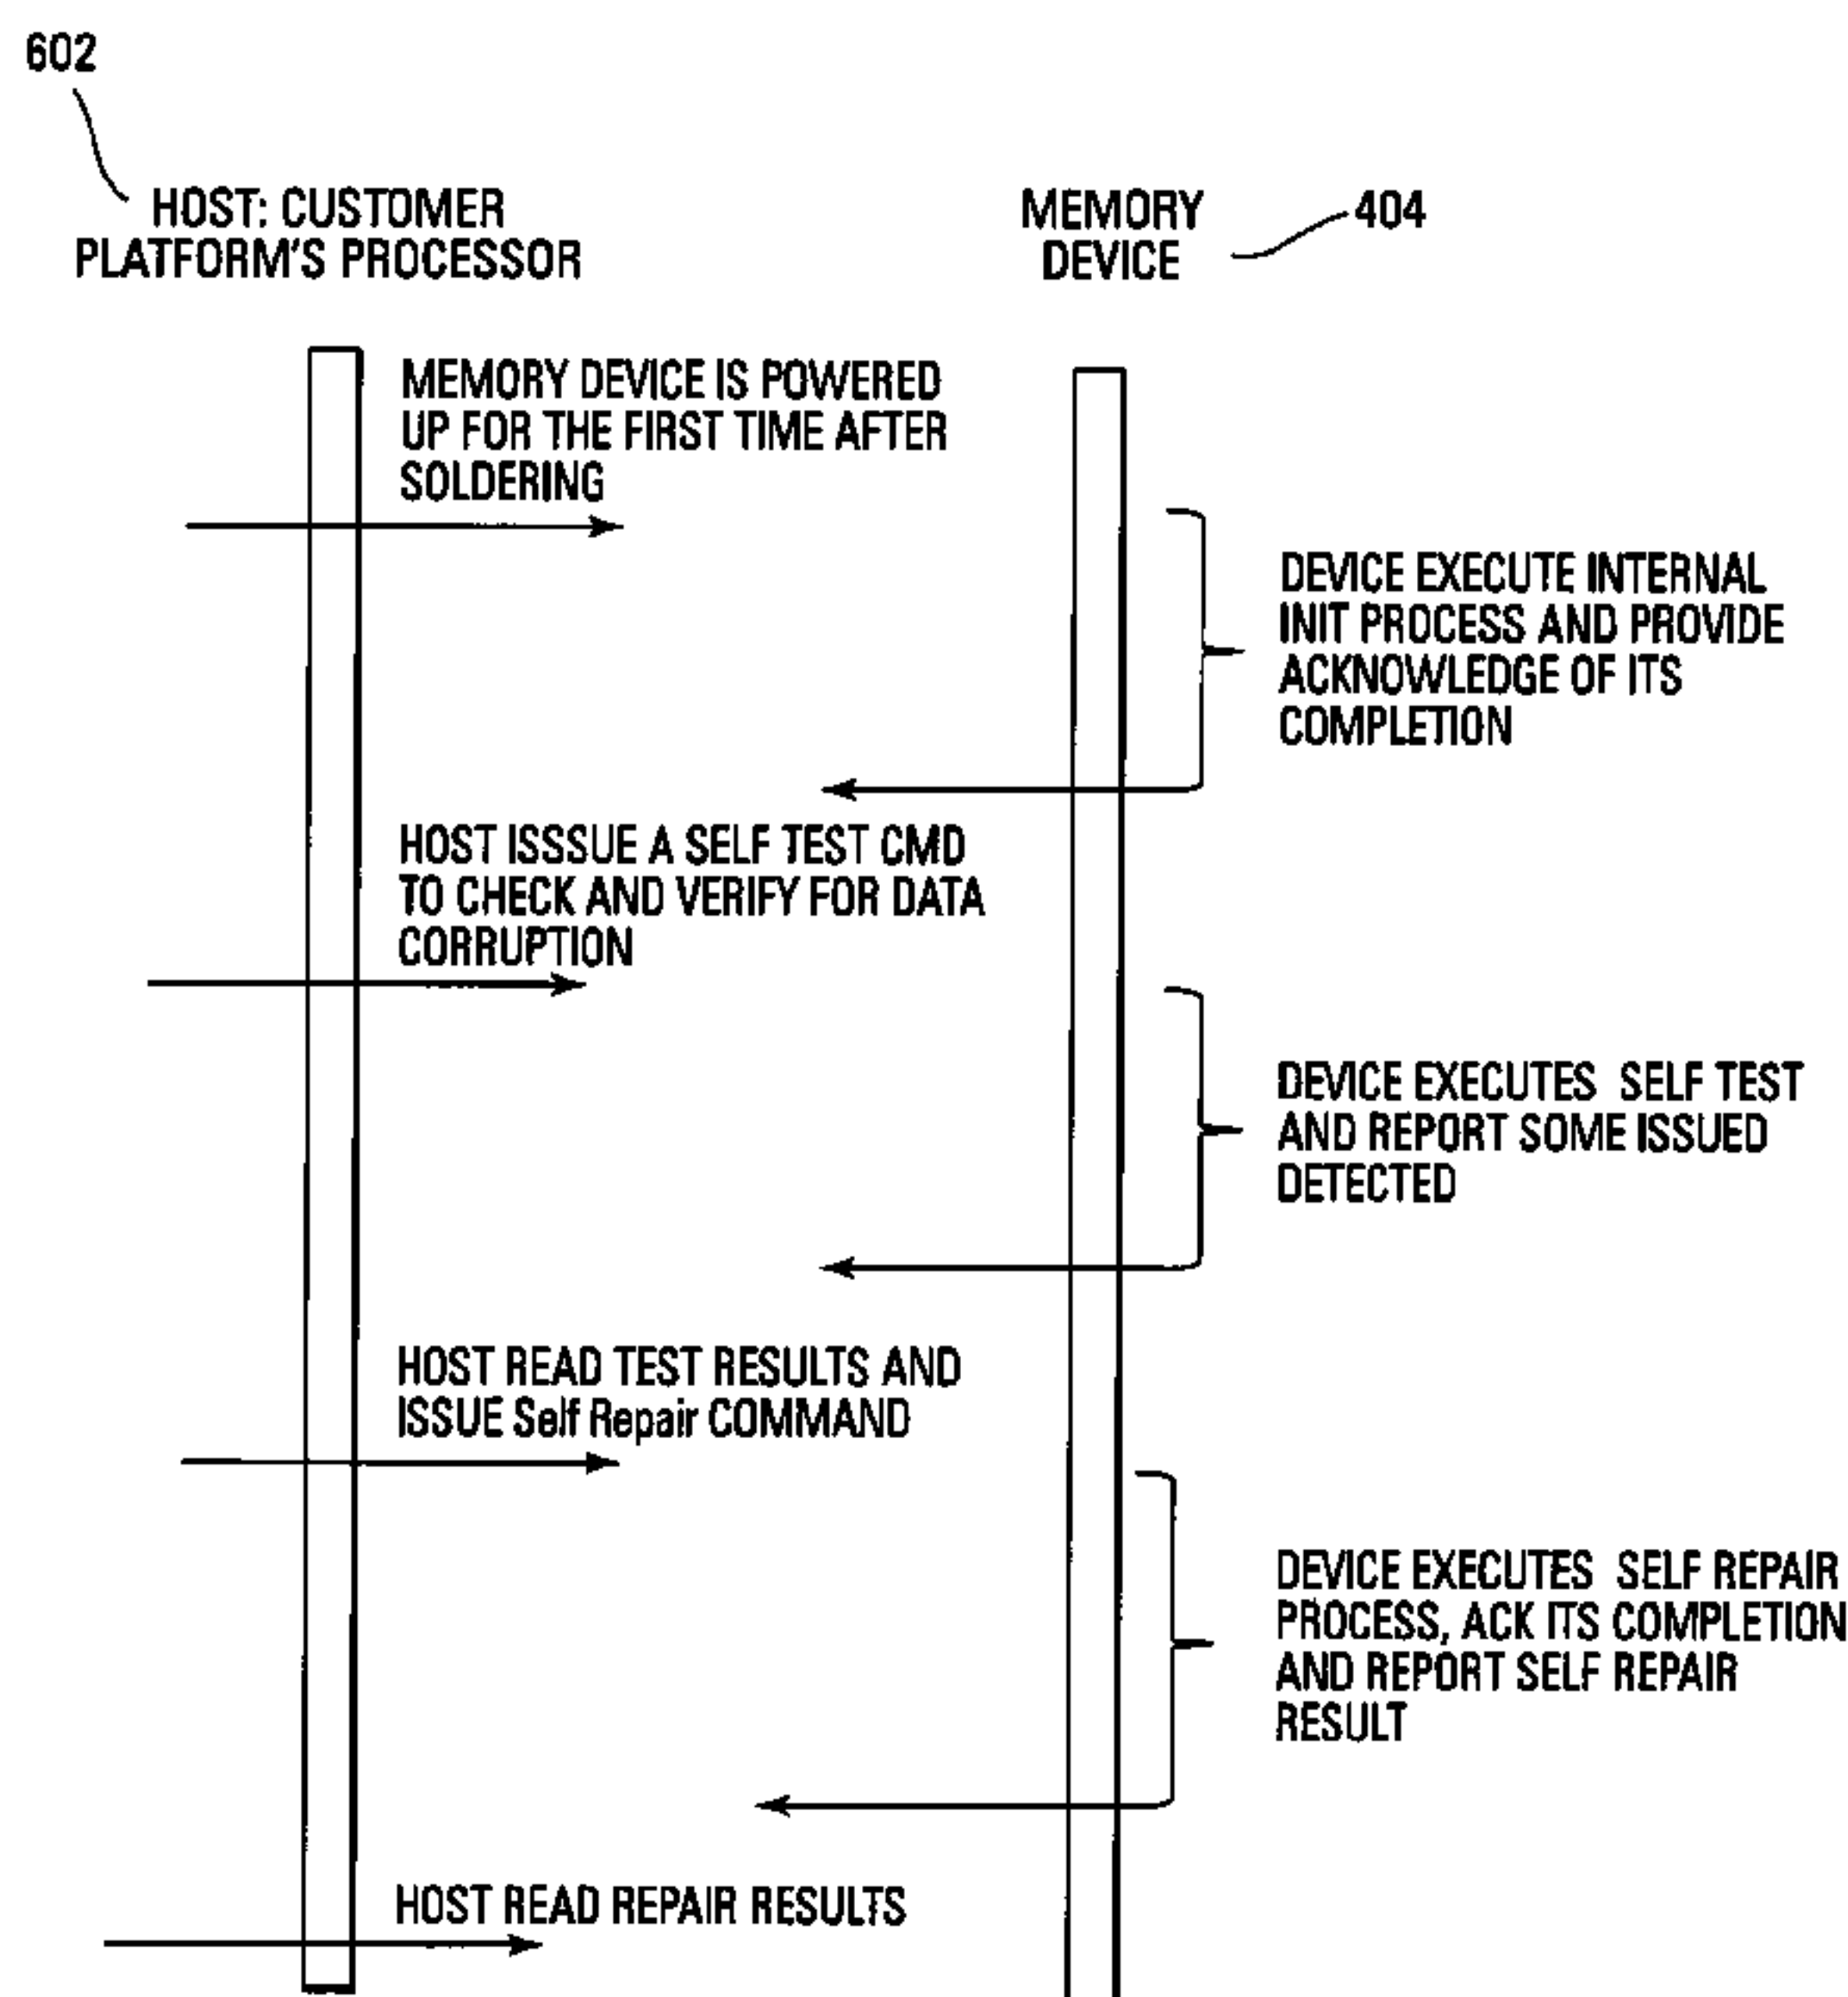 602
HOST: CUSTOMER
PLATFORM'S PROCESSOR
MEMORY
DEVICE
404
MEMORY DEVICE IS POWERED
UP FOR THE FIRST TIME AFTER
SOLDERING
DEVICE EXECUTE INTERNAL
INIT PROCESS AND PROVIDE
ACKNOWLEDGE OF ITS
COMPLETION
HOST ISSSUE A SELF TEST CMD
TO CHECK AND VERIFY FOR DATA
CORRUPTION
DEVICE EXECUTES SELF TEST
AND REPORT SOME ISSUED
DETECTED
HOST READ TEST RESULTS AND
ISSUE Self Repair COMMAND
DEVICE EXECUTES SELF REPAIR
PROCESS, ACK ITS COMPLETION
AND REPORT SELF REPAIR
RESULT
HOST READ REPAIR RESULTS